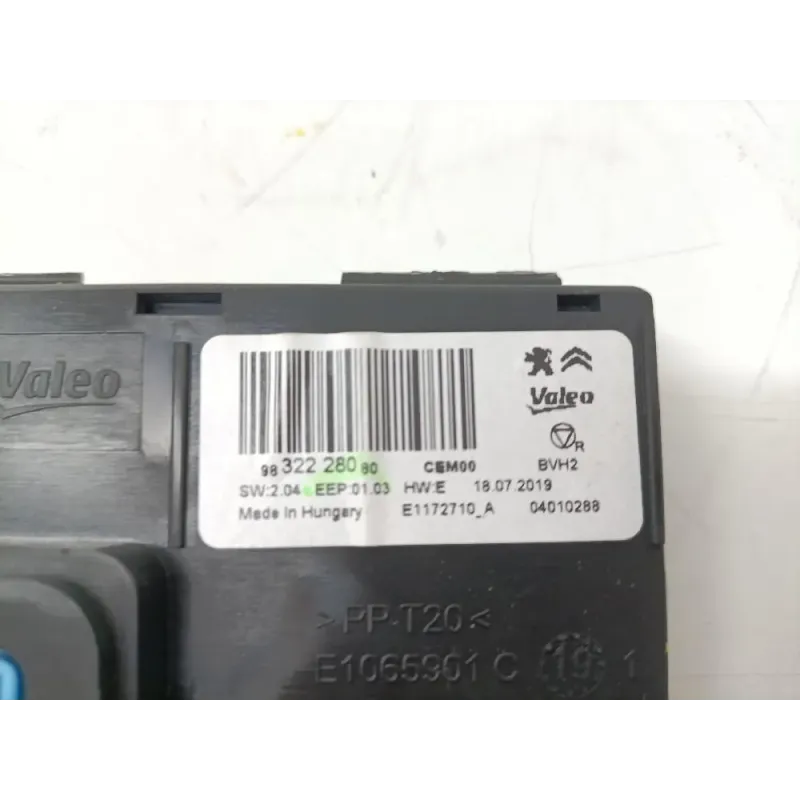 Valeo
Valeo
R
98 322 280 80 CEM00 BVH2
SW:2.04 EEP:01.03 HW:E 18.07.2019
Made In Hungary E1172710_A 04010288
>PP-T20<
E1065901 C 19 1